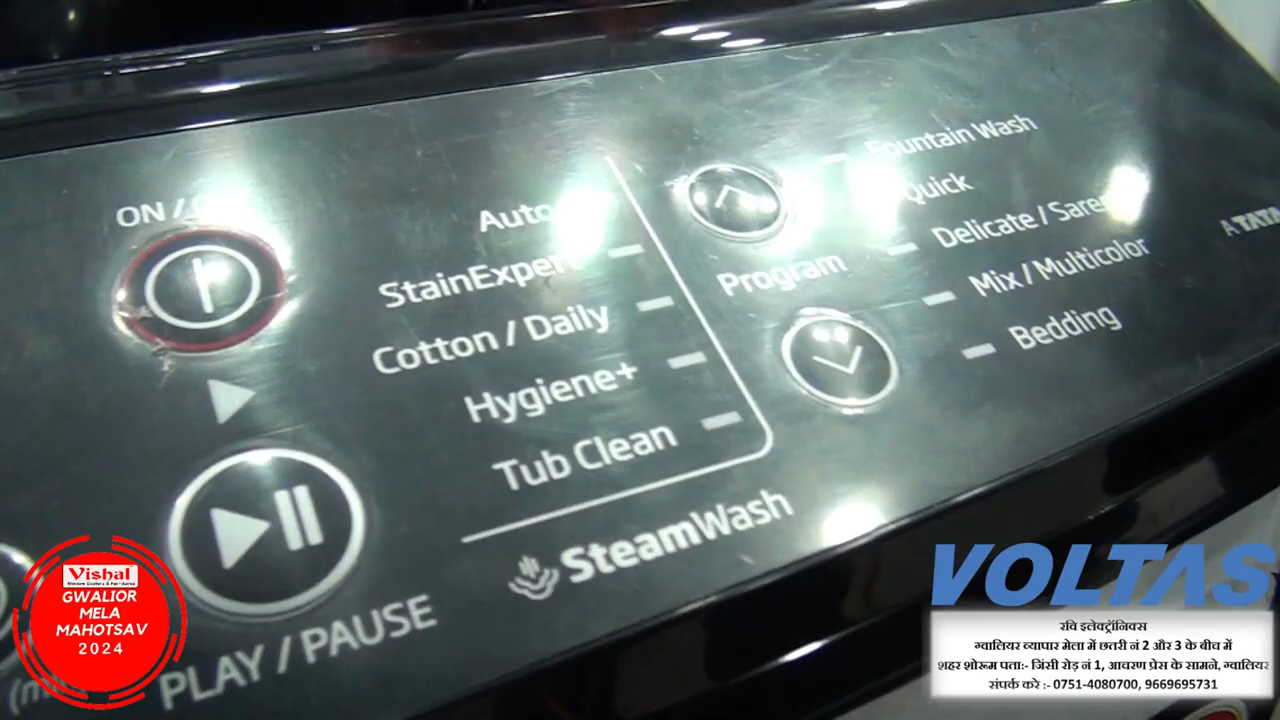 ON /
Auto
StainExpert
Cotton / Daily
Hygiene+
Tub Clean
SteamWash
PLAY / PAUSE
Program
Fountain Wash
Quick
Delicate / Saree
Mix / Multicolor
Bedding
A TATA
Vishal
GWALIOR
MELA
MAHOTSAV
2024
VOLTAS
रवि इलेक्ट्रॉनिक्स
ग्वालियर व्यापार मेला में छतरी नं 2 और 3 के बीच में
शहर शोरूम पता:- जिंसी रोड़ नं 1, आचरण प्रेस के सामने, ग्वालियर
संपर्क करे :- 0751-4080700, 9669695731